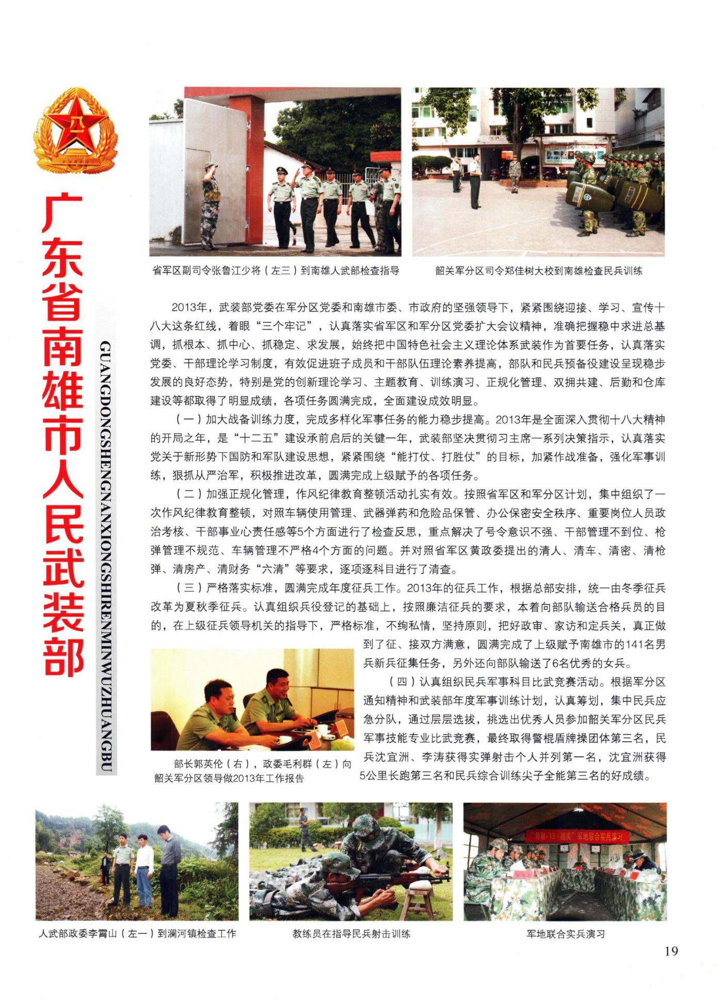 八一
广东省南雄市人民武装部
GUANGDONGSHENGNANXIONGSHIRENMINWUZHUANGBU
省军区副司令张鲁江少将（左三）到南雄人武部检查指导
韶关军分区司令郑佳树大校到南雄检查民兵训练
2013年，武装部党委在军分区党委和南雄市委、市政府的坚强领导下，紧紧围绕迎接、学习、宣传十
八大这条红线，着眼“三个牢记”，认真落实省军区和军分区党委扩大会议精神，准确把握稳中求进总基
调，抓根本、抓中心、抓稳定、求发展，始终把中国特色社会主义理论体系武装作为首要任务，认真落实
党委、干部理论学习制度，有效促进班子成员和干部队伍理论素养提高，部队和民兵预备役建设呈现稳步
发展的良好态势，特别是党的创新理论学习、主题教育、训练演习、正规化管理、双拥共建、后勤和仓库
建设等都取得了明显成绩，各项任务圆满完成，全面建设成效明显。
（一）加大战备训练力度，完成多样化军事任务的能力稳步提高。2013年是全面深入贯彻十八大精神
的开局之年，是“十二五”建设承前启后的关键一年，武装部坚决贯彻习主席一系列决策指示，认真落实
党关于新形势下国防和军队建设思想，紧紧围绕“能打仗、打胜仗”的目标，加紧作战准备，强化军事训
练，狠抓从严治军，积极推进改革，圆满完成上级赋予的各项任务。
（二）加强正规化管理，作风纪律教育整顿活动扎实有效。按照省军区和军分区计划，集中组织了一
次作风纪律教育整顿，对照车辆使用管理、武器弹药和危险品保管、办公保密安全秩序、重要岗位人员政
治考核、干部事业心责任感等5个方面进行了检查反思，重点解决了号令意识不强、干部管理不到位、枪
弹管理不规范、车辆管理不严格4个方面的问题。并对照省军区黄政委提出的清人、清车、清密、清枪
弹、清房产、清财务“六清”等要求，逐项逐科目进行了清查。
（三）严格落实标准，圆满完成年度征兵工作。2013年的征兵工作，根据总部安排，统一由冬季征兵
改革为夏秋季征兵。认真组织兵役登记的基础上，按照廉洁征兵的要求，本着向部队输送合格兵员的目
的，在上级征兵领导机关的指导下，严格标准，不绚私情，坚持原则，把好政审、家访和定兵关，真正做
到了征、接双方满意，圆满完成了上级赋予南雄市的141名男
兵新兵征集任务，另外还向部队输送了6名优秀的女兵。
（四）认真组织民兵军事科目比武竞赛活动。根据军分区
通知精神和武装部年度军事训练计划，认真筹划，集中民兵应
急分队，通过层层选拔，挑选出优秀人员参加韶关军分区民兵
军事技能专业比武竞赛，最终取得警棍盾牌操团体第三名，民
兵沈宜洲、李涛获得实弹射击个人并列第一名，沈宜洲获得
5公里长跑第三名和民兵综合训练尖子全能第三名的好成绩。
部长郭英伦（右），政委毛利群（左）向
韶关军分区领导做2013年工作报告
“粤联-13·韶关”军地联合实兵演习
人武部政委李霄山（左一）到澜河镇检查工作
教练员在指导民兵射击训练
军地联合实兵演习
19